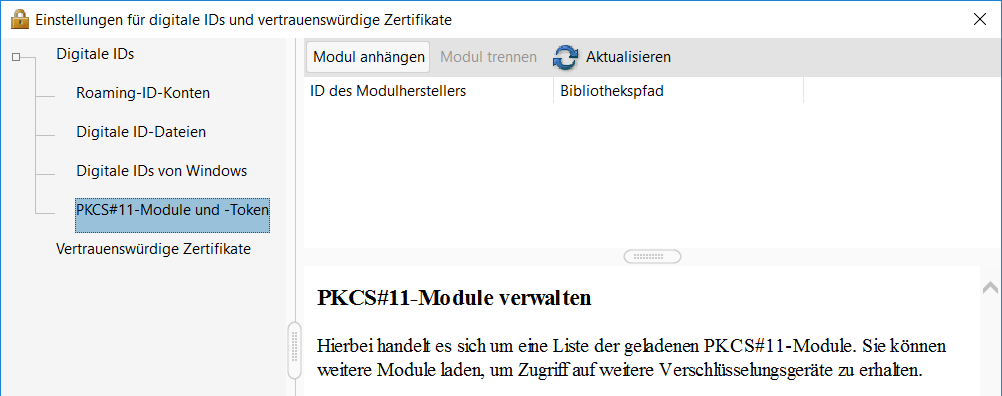 Einstellungen für digitale IDs und vertrauenswürdige Zertifikate
Digitale IDs
Roaming-ID-Konten
Digitale ID-Dateien
Digitale IDs von Windows
PKCS#11-Module und -Token
Vertrauenswürdige Zertifikate
Modul anhängen Modul trennen Aktualisieren
ID des Modulherstellers Bibliothekspfad
PKCS#11-Module verwalten
Hierbei handelt es sich um eine Liste der geladenen PKCS#11-Module. Sie können
weitere Module laden, um Zugriff auf weitere Verschlüsselungsgeräte zu erhalten.